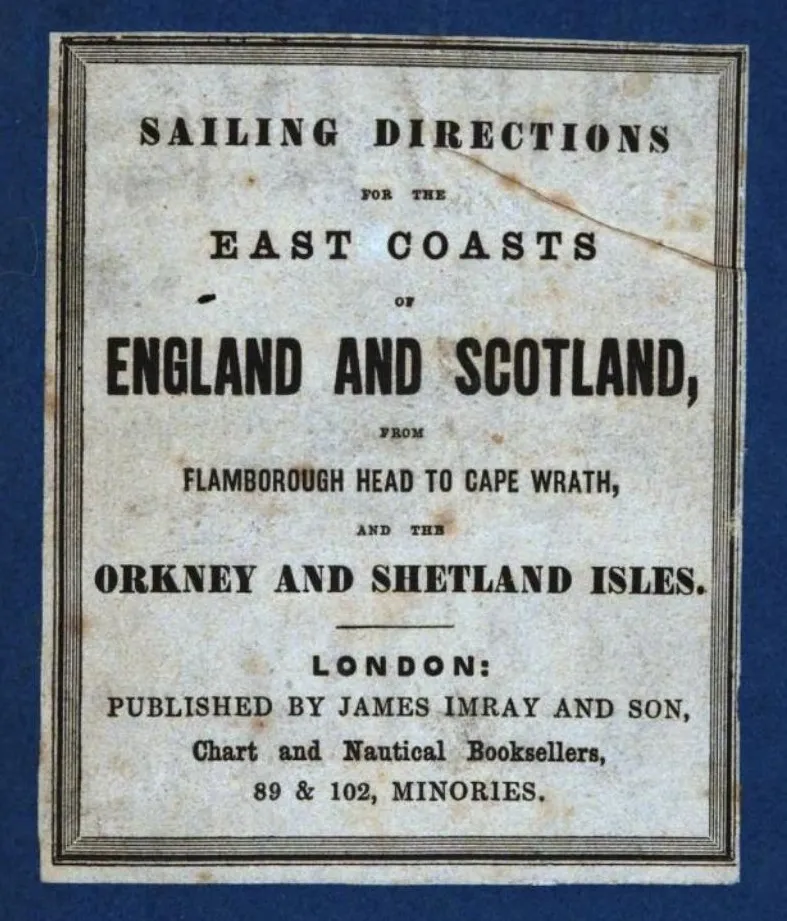 SAILING DIRECTIONS
FOR THE
EAST COASTS
OF
ENGLAND AND SCOTLAND,
FROM
FLAMBOROUGH HEAD TO CAPE WRATH,
AND THE
ORKNEY AND SHETLAND ISLES.
LONDON:
PUBLISHED BY JAMES IMRAY AND SON,
Chart and Nautical Booksellers,
89 & 102, MINORIES.